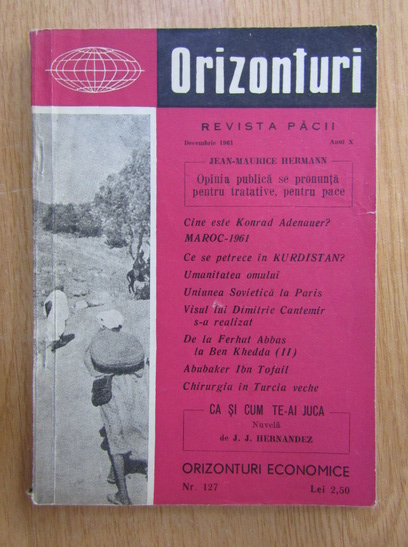 Orizonturi
REVISTA PĂCII
Decembrie 1961 Anul X
JEAN-MAURICE HERMANN
Opinia publică se pronunță
pentru tratative, pentru pace
Cine este Konrad Adenauer?
MAROC-1961
Ce se petrece în KURDISTAN?
Umanitatea omului
Uniunea Sovietică la Paris
Visul lui Dimitrie Cantemir
s-a realizat
De la Ferhat Abbas
la Ben Khedda (II)
Abubaker Ibn Tofail
Chirurgia în Turcia veche
CA ȘI CUM TE-AI JUCA
Nuvelă
de J. J. HERNANDEZ
ORIZONTURI ECONOMICE
Nr. 127 Lei 2,50